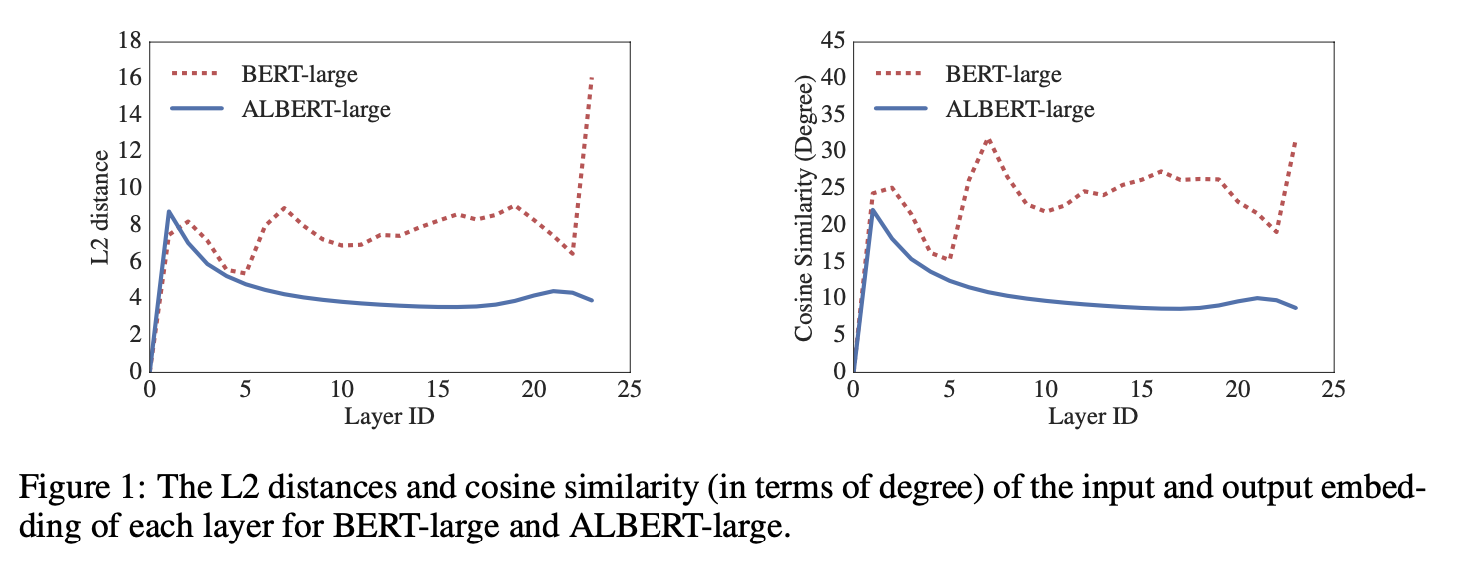 18
16
14
12
10
8
6
4
2
0
L2 distance
BERT-large
ALBERT-large
0 5 10 15 20 25
Layer ID
45
40
35
30
25
20
15
10
5
0
Cosine Similarity (Degree)
BERT-large
ALBERT-large
0 5 10 15 20 25
Layer ID
Figure 1: The L2 distances and cosine similarity (in terms of degree) of the input and output embed-
ding of each layer for BERT-large and ALBERT-large.